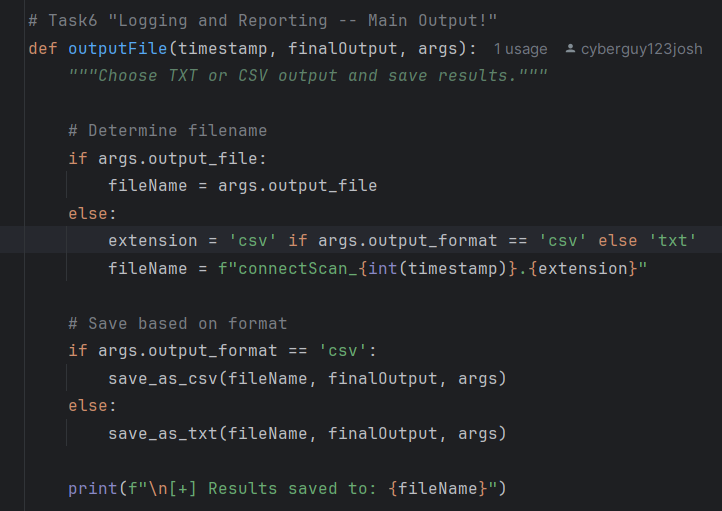 # Task6 "Logging and Reporting -- Main Output!"
def outputFile(timestamp, finalOutput, args):  1 usage  cyberguy123josh
    """Choose TXT or CSV output and save results."""

    # Determine filename
    if args.output_file:
        fileName = args.output_file
    else:
        extension = 'csv' if args.output_format == 'csv' else 'txt'
        fileName = f"connectScan_{int(timestamp)}.{extension}"

    # Save based on format
    if args.output_format == 'csv':
        save_as_csv(fileName, finalOutput, args)
    else:
        save_as_txt(fileName, finalOutput, args)

    print(f"\n[+] Results saved to: {fileName}")